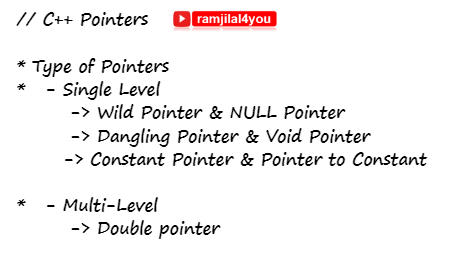 // C++ Pointers ramjilal4you
* Type of Pointers
* - Single Level
-> Wild Pointer & NULL Pointer
-> Dangling Pointer & Void Pointer
-> Constant Pointer & Pointer to Constant
* - Multi-Level
-> Double pointer